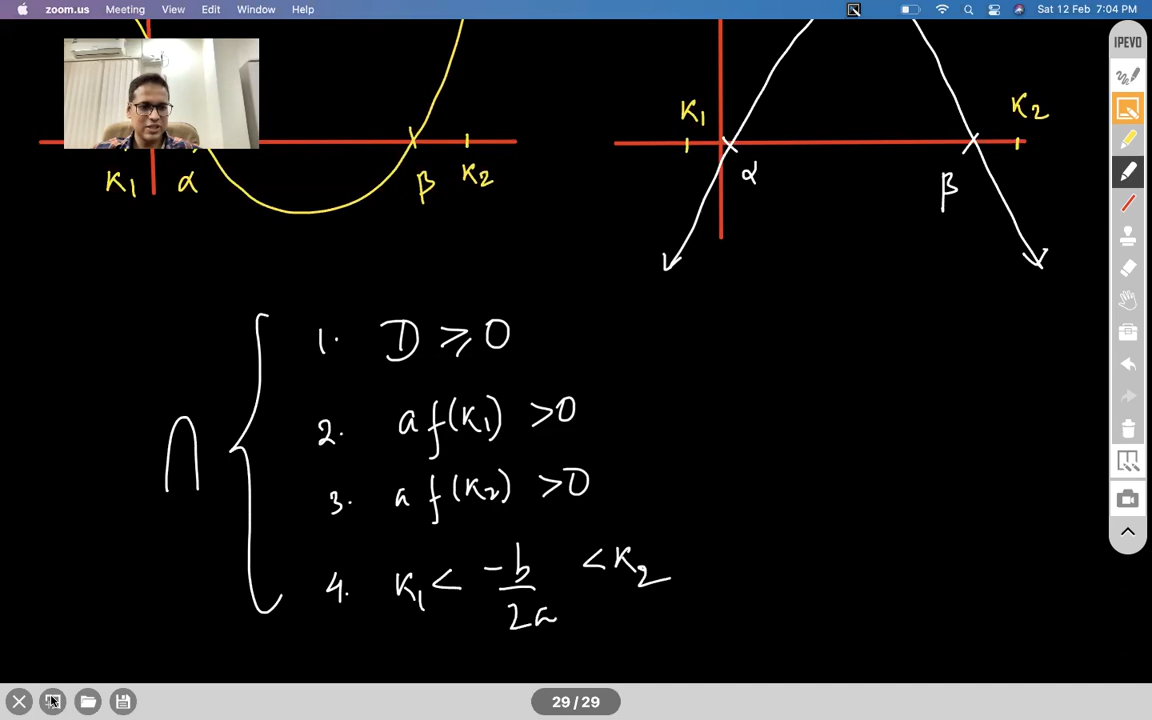 zoom.us Meeting View Edit Window Help Sat 12 Feb 7:04 PM
IPEVO
K₁ α β K₂
K₁ α β K₂
∩
1. D ⩾ 0
2. a f(K₁) >0
3. a f(K₂) >0
4. K₁ < -b/2a < K₂
29 / 29